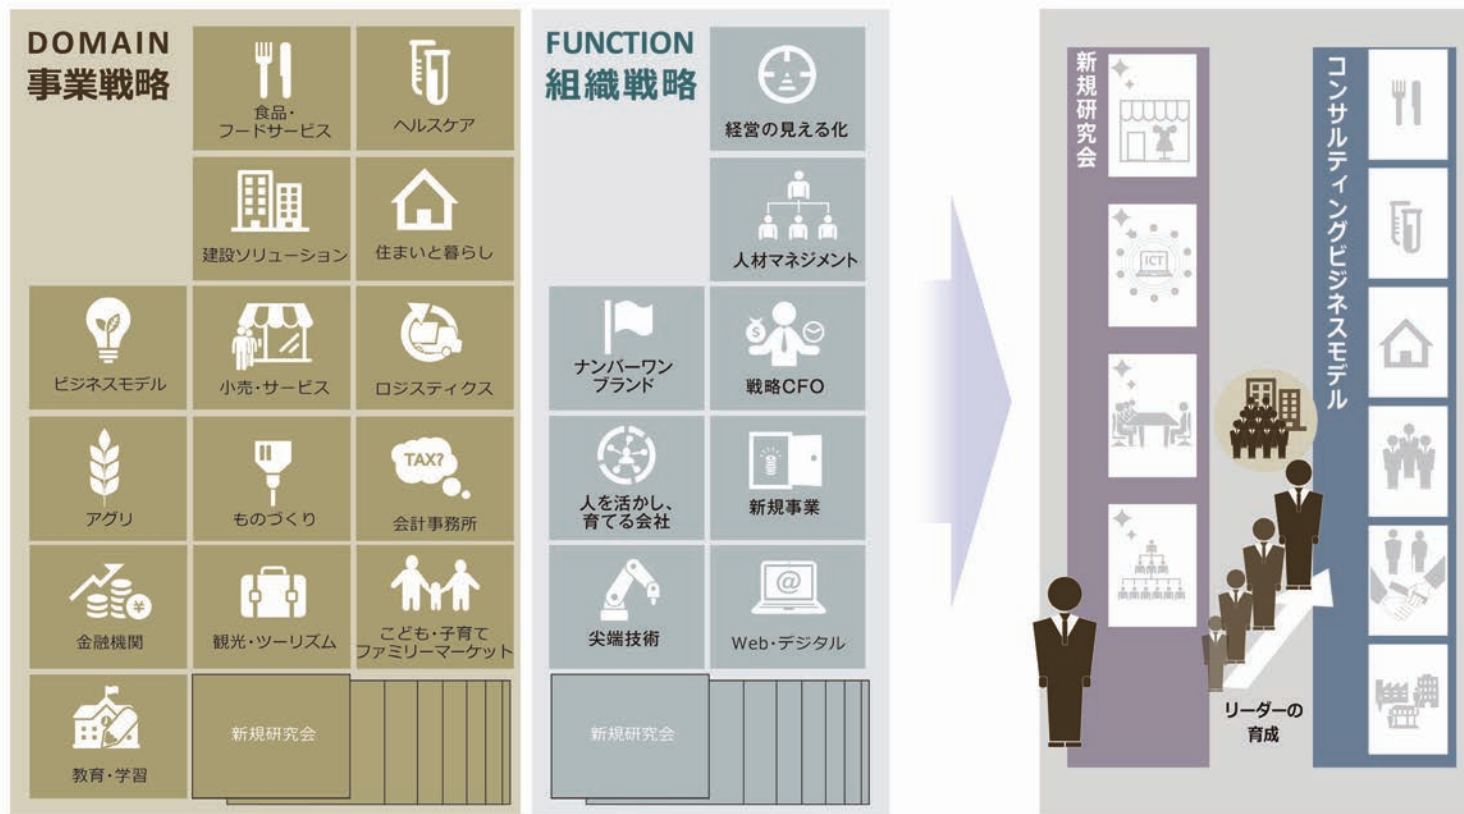 DOMAIN
事業戦略
食品・
フードサービス
ヘルスケア
建設ソリューション
住まいと暮らし
ビジネスモデル
小売・サービス
ロジスティクス
アグリ
ものづくり
TAX?
会計事務所
金融機関
¥
観光・ツーリズム
こども・子育て
ファミリーマーケット
教育・学習
新規研究会
FUNCTION
組織戦略
経営の見える化
人材マネジメント
ナンバーワン
ブランド
$
戦略CFO
人を活かし、
育てる会社
新規事業
尖端技術
@
Web・デジタル
新規研究会
新規研究会
ICT
リーダーの
育成
コンサルティングビジネスモデル